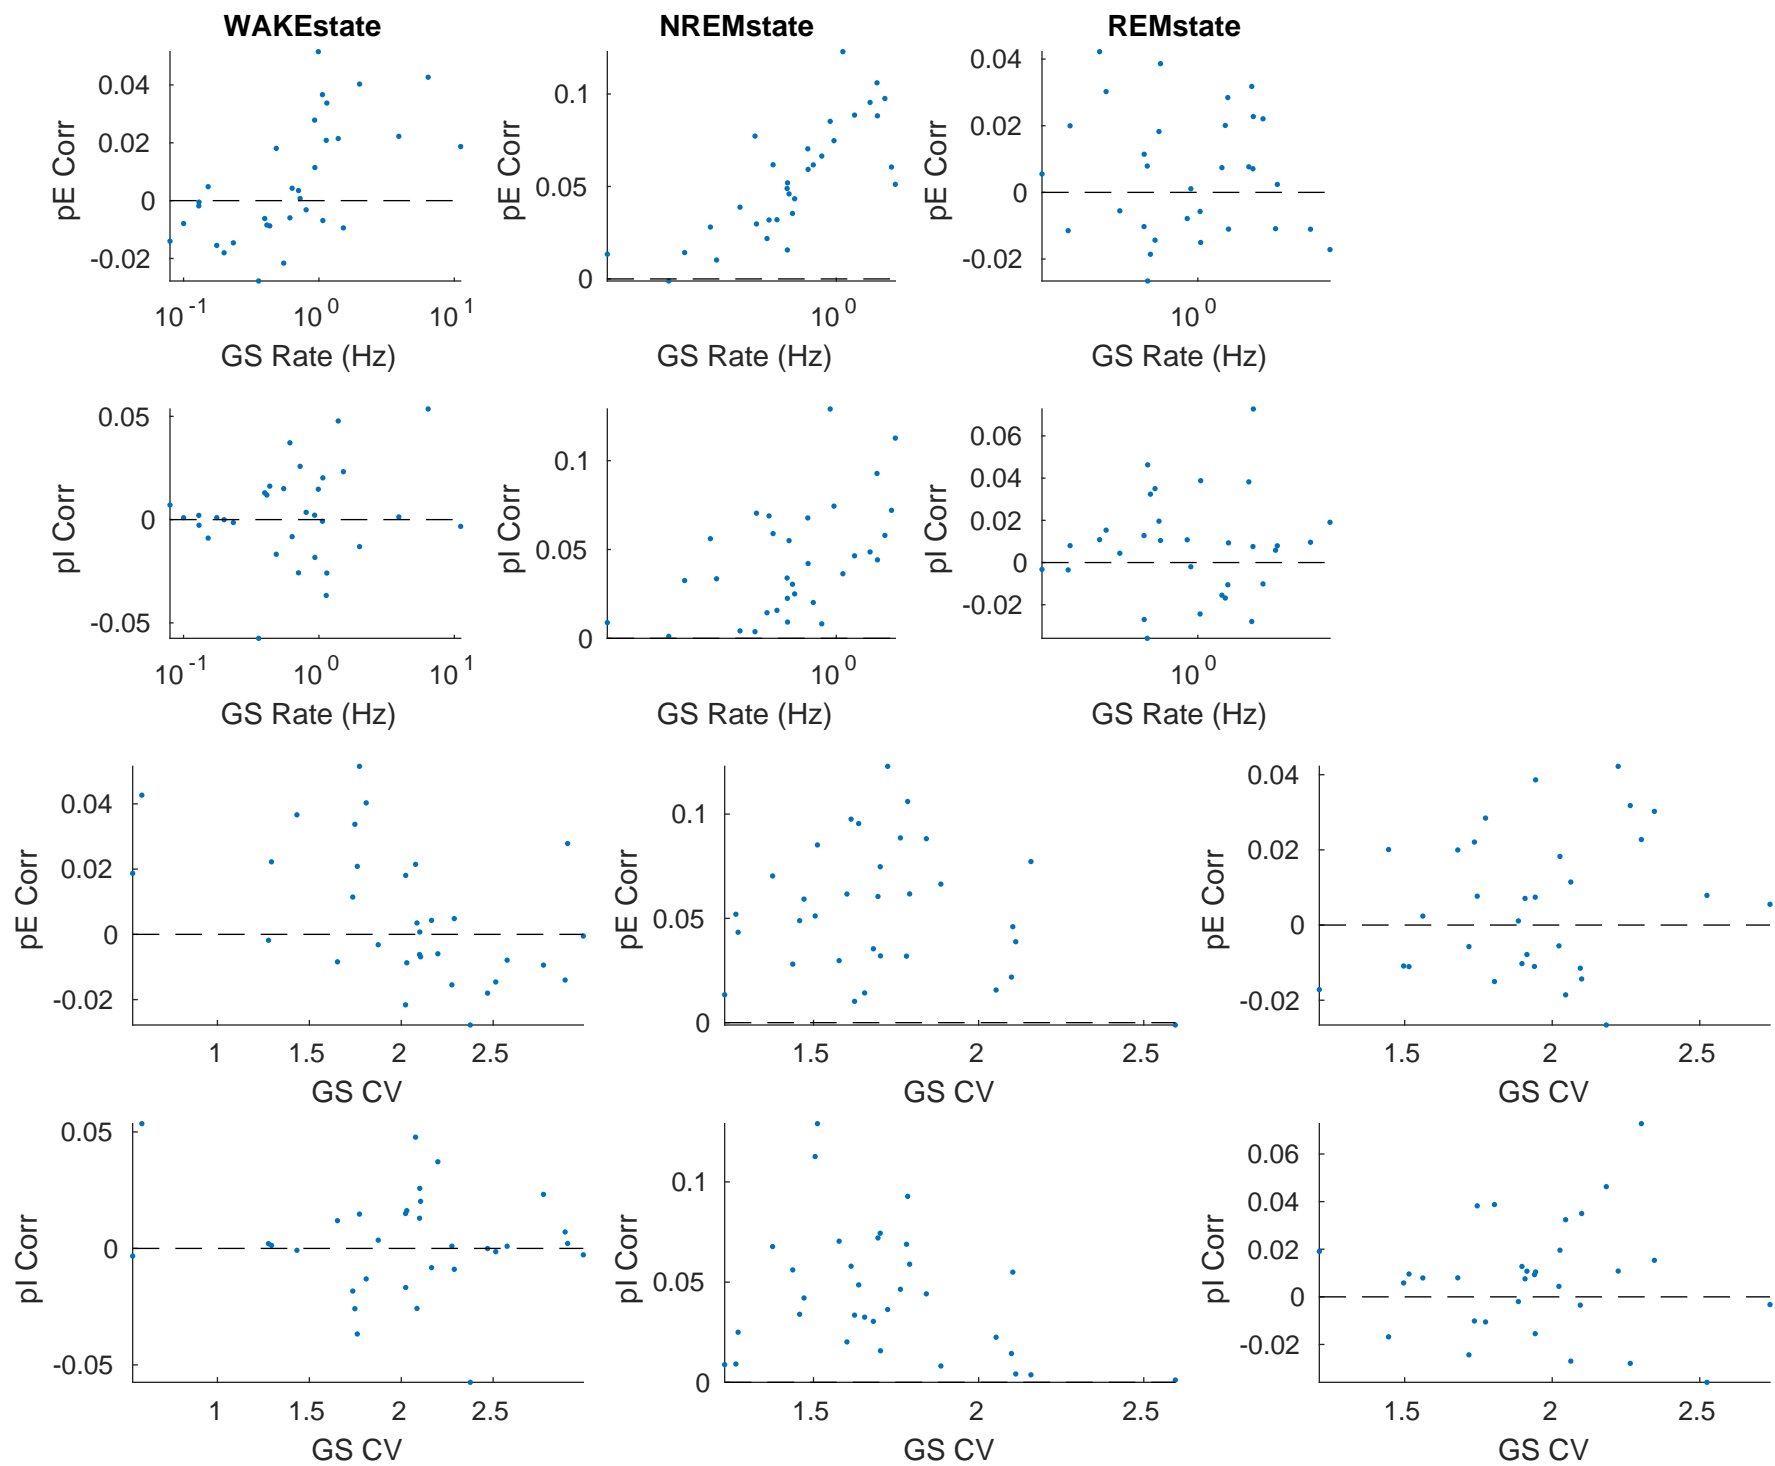 WAKEstate NREMstate REMstate
pE Corr 0.04 0.02 0 -0.02
pE Corr 0.1 0.05 0
pE Corr 0.04 0.02 0 -0.02
10^-1 10^0 10^1 10^0 10^0
GS Rate (Hz) GS Rate (Hz) GS Rate (Hz)
pI Corr 0.05 0 -0.05
pI Corr 0.1 0.05 0
pI Corr 0.06 0.04 0.02 0 -0.02
10^-1 10^0 10^1 10^0 10^0
GS Rate (Hz) GS Rate (Hz) GS Rate (Hz)
pE Corr 0.04 0.02 0 -0.02
pE Corr 0.1 0.05 0
pE Corr 0.04 0.02 0 -0.02
1 1.5 2 2.5 1.5 2 2.5 1.5 2 2.5
GS CV GS CV GS CV
pI Corr 0.05 0 -0.05
pI Corr 0.1 0.05 0
pI Corr 0.06 0.04 0.02 0 -0.02
1 1.5 2 2.5 1.5 2 2.5 1.5 2 2.5
GS CV GS CV GS CV